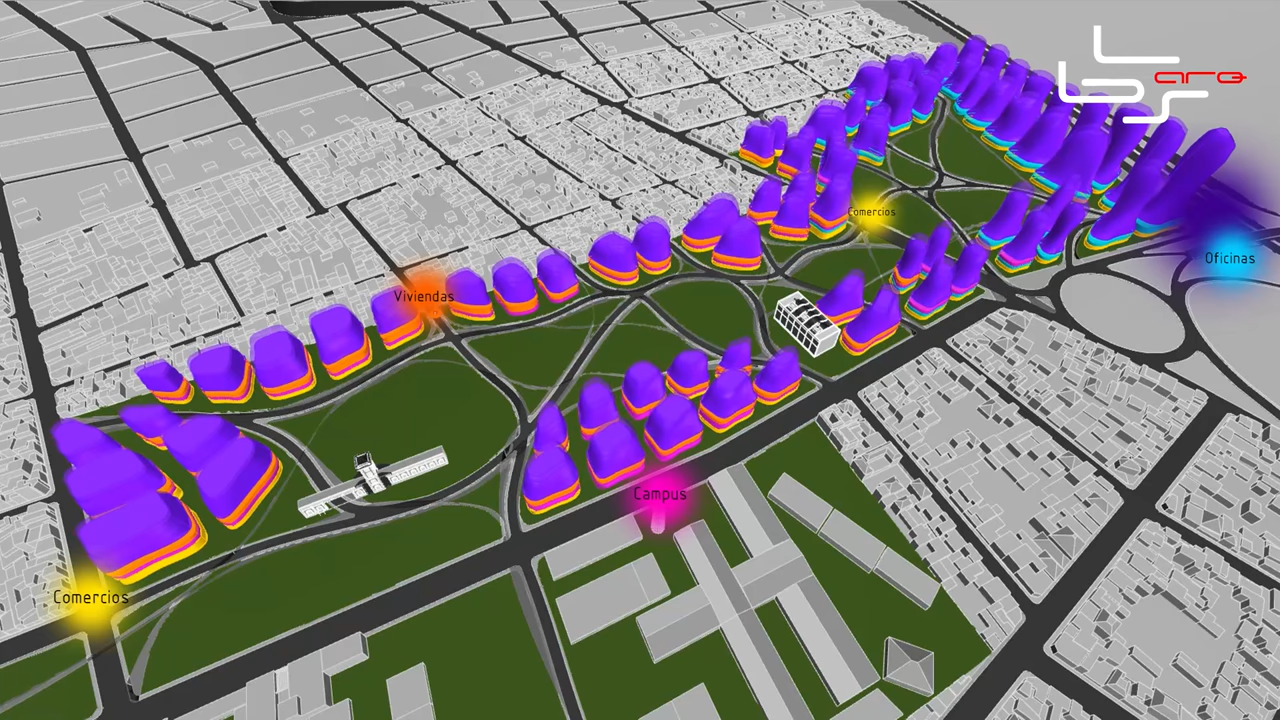 arq
Comercios
Oficinas
Viviendas
Campus
Comercios